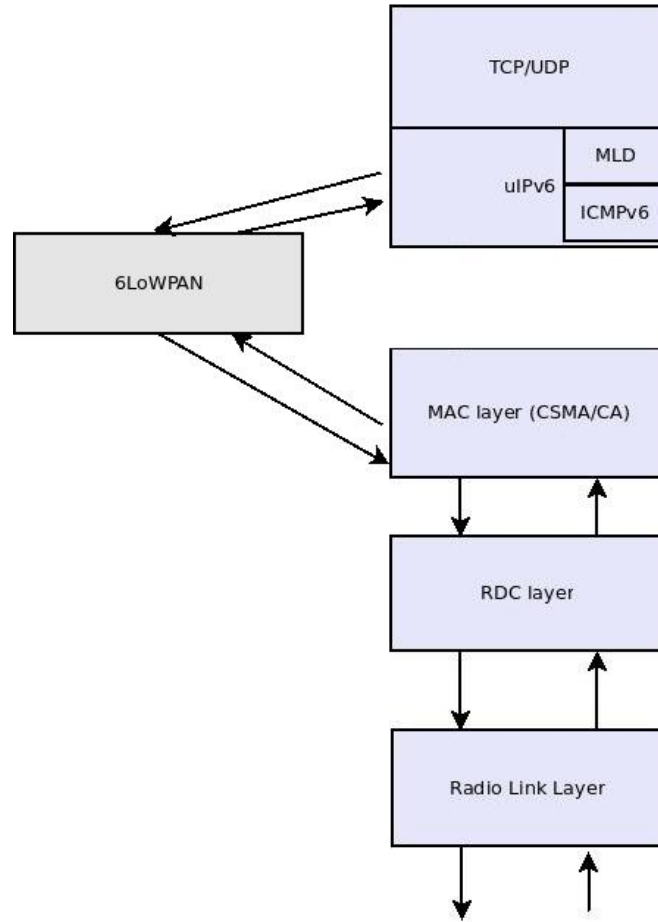 TCP/UDP
MLD
uIPv6
ICMPv6
6LoWPAN
MAC layer (CSMA/CA)
RDC layer
Radio Link Layer